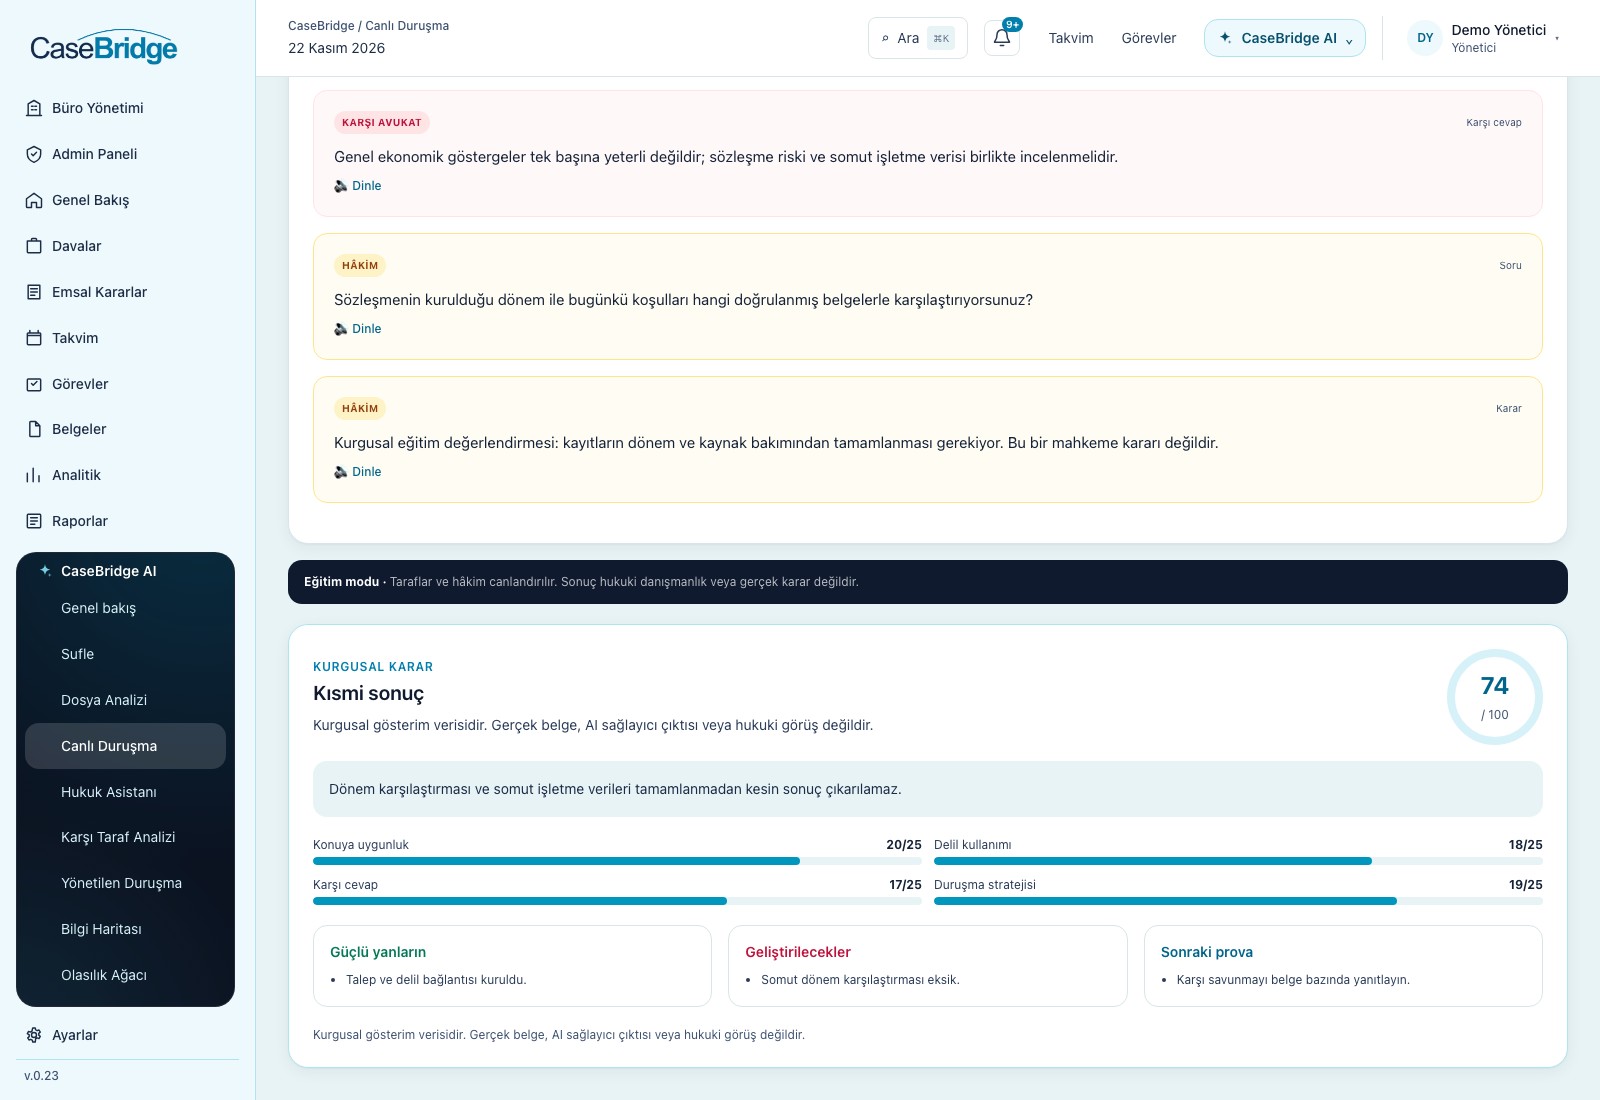 CaseBridge
Büro Yönetimi
Admin Paneli
Genel Bakış
Davalar
Emsal Kararlar
Takvim
Görevler
Belgeler
Analitik
Raporlar
CaseBridge AI
Genel bakış
Sufle
Dosya Analizi
Canlı Duruşma
Hukuk Asistanı
Karşı Taraf Analizi
Yönetilen Duruşma
Bilgi Haritası
Olasılık Ağacı
Ayarlar
v.0.23
CaseBridge / Canlı Duruşma
22 Kasım 2026
Ara ⌘K
9+
Takvim
Görevler
CaseBridge AI
DY
Demo Yönetici
Yönetici
KARŞI AVUKAT
Karşı cevap
Genel ekonomik göstergeler tek başına yeterli değildir; sözleşme riski ve somut işletme verisi birlikte incelenmelidir.
Dinle
HÂKİM
Soru
Sözleşmenin kurulduğu dönem ile bugünkü koşulları hangi doğrulanmış belgelerle karşılaştırıyorsunuz?
Dinle
HÂKİM
Karar
Kurgusal eğitim değerlendirmesi: kayıtların dönem ve kaynak bakımından tamamlanması gerekiyor. Bu bir mahkeme kararı değildir.
Dinle
Eğitim modu · Taraflar ve hâkim canlandırılır. Sonuç hukuki danışmanlık veya gerçek karar değildir.
KURGUSAL KARAR
Kısmi sonuç
Kurgusal gösterim verisidir. Gerçek belge, AI sağlayıcı çıktısı veya hukuki görüş değildir.
74
/ 100
Dönem karşılaştırması ve somut işletme verileri tamamlanmadan kesin sonuç çıkarılamaz.
Konuya uygunluk 20/25
Delil kullanımı 18/25
Karşı cevap 17/25
Duruşma stratejisi 19/25
Güçlü yanların
• Talep ve delil bağlantısı kuruldu.
Geliştirilecekler
• Somut dönem karşılaştırması eksik.
Sonraki prova
• Karşı savunmayı belge bazında yanıtlayın.
Kurgusal gösterim verisidir. Gerçek belge, AI sağlayıcı çıktısı veya hukuki görüş değildir.